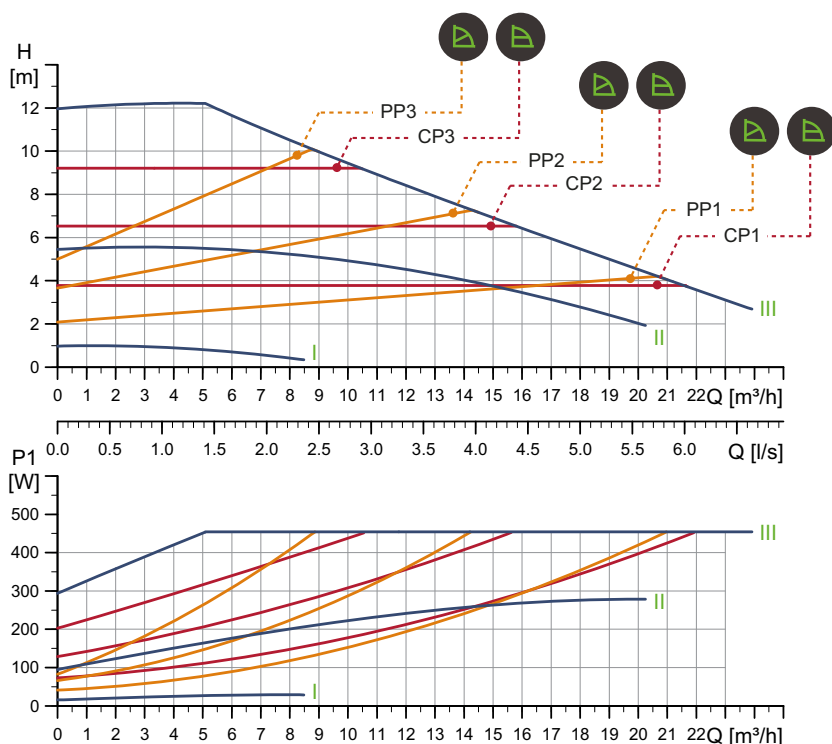 H
[m]
12
10
8
6
4
2
0
PP3
CP3
PP2
CP2
PP1
CP1
I
II
III
0 1 2 3 4 5 6 7 8 9 10 11 12 13 14 15 16 17 18 19 20 21 22 Q [m³/h]
0.0 0.5 1.0 1.5 2.0 2.5 3.0 3.5 4.0 4.5 5.0 5.5 6.0 Q [l/s]
P1
[W]
500
400
300
200
100
0
III
II
I
0 1 2 3 4 5 6 7 8 9 10 11 12 13 14 15 16 17 18 19 20 21 22 Q [m³/h]